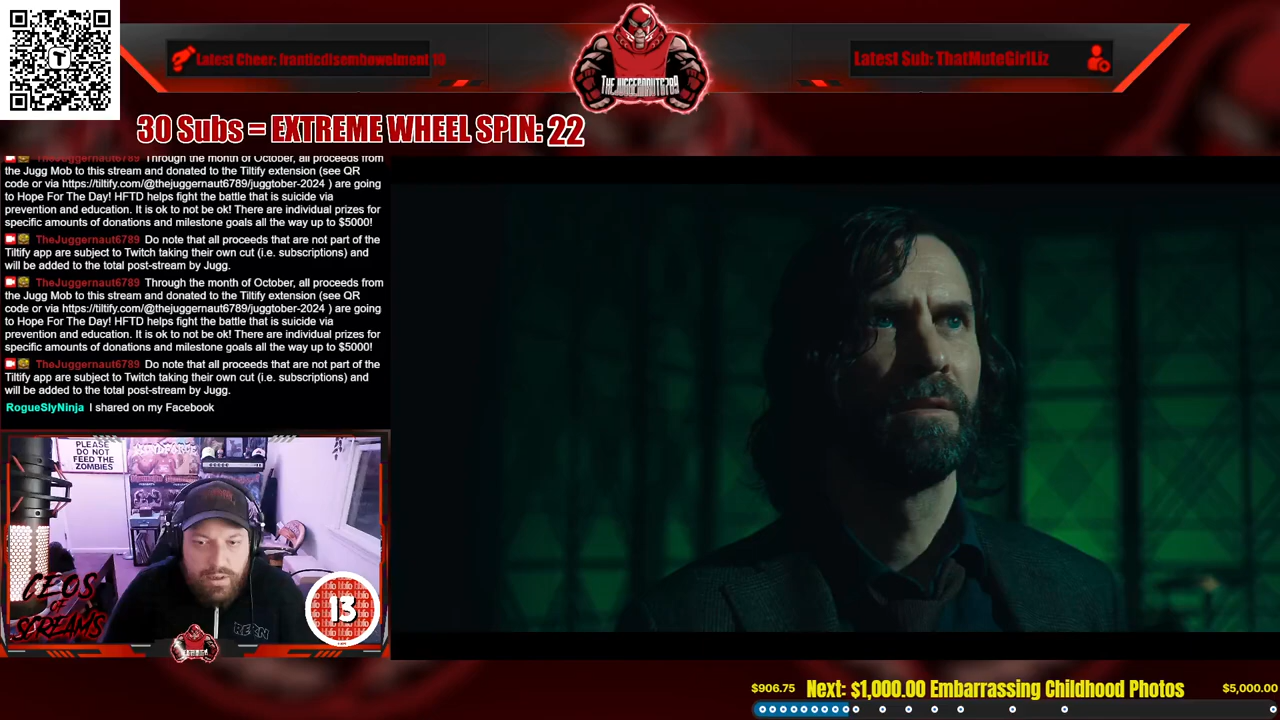 Latest Cheer: franticdisembowelment 10
THEJUGGERNAUT6789
Latest Sub: ThatMuteGirlLiz
30 Subs = EXTREME WHEEL SPIN: 22
TheJuggernaut6789 Through the month of October, all proceeds from
the Jugg Mob to this stream and donated to the Tiltify extension (see QR
code or via https://tiltify.com/@thejuggernaut6789/juggtober-2024 ) are going
to Hope For The Day! HFTD helps fight the battle that is suicide via
prevention and education. It is ok to not be ok! There are individual prizes for
specific amounts of donations and milestone goals all the way up to $5000!
TheJuggernaut6789 Do note that all proceeds that are not part of the
Tiltify app are subject to Twitch taking their own cut (i.e. subscriptions) and
will be added to the total post-stream by Jugg.
TheJuggernaut6789 Through the month of October, all proceeds from
the Jugg Mob to this stream and donated to the Tiltify extension (see QR
code or via https://tiltify.com/@thejuggernaut6789/juggtober-2024 ) are going
to Hope For The Day! HFTD helps fight the battle that is suicide via
prevention and education. It is ok to not be ok! There are individual prizes for
specific amounts of donations and milestone goals all the way up to $5000!
TheJuggernaut6789 Do note that all proceeds that are not part of the
Tiltify app are subject to Twitch taking their own cut (i.e. subscriptions) and
will be added to the total post-stream by Jugg.
RogueSlyNinja I shared on my Facebook
PLEASE
DO NOT
FEED THE
ZOMBIES
CEOS
OF
SCREAMS
13
$906.75 Next: $1,000.00 Embarrassing Childhood Photos $5,000.00